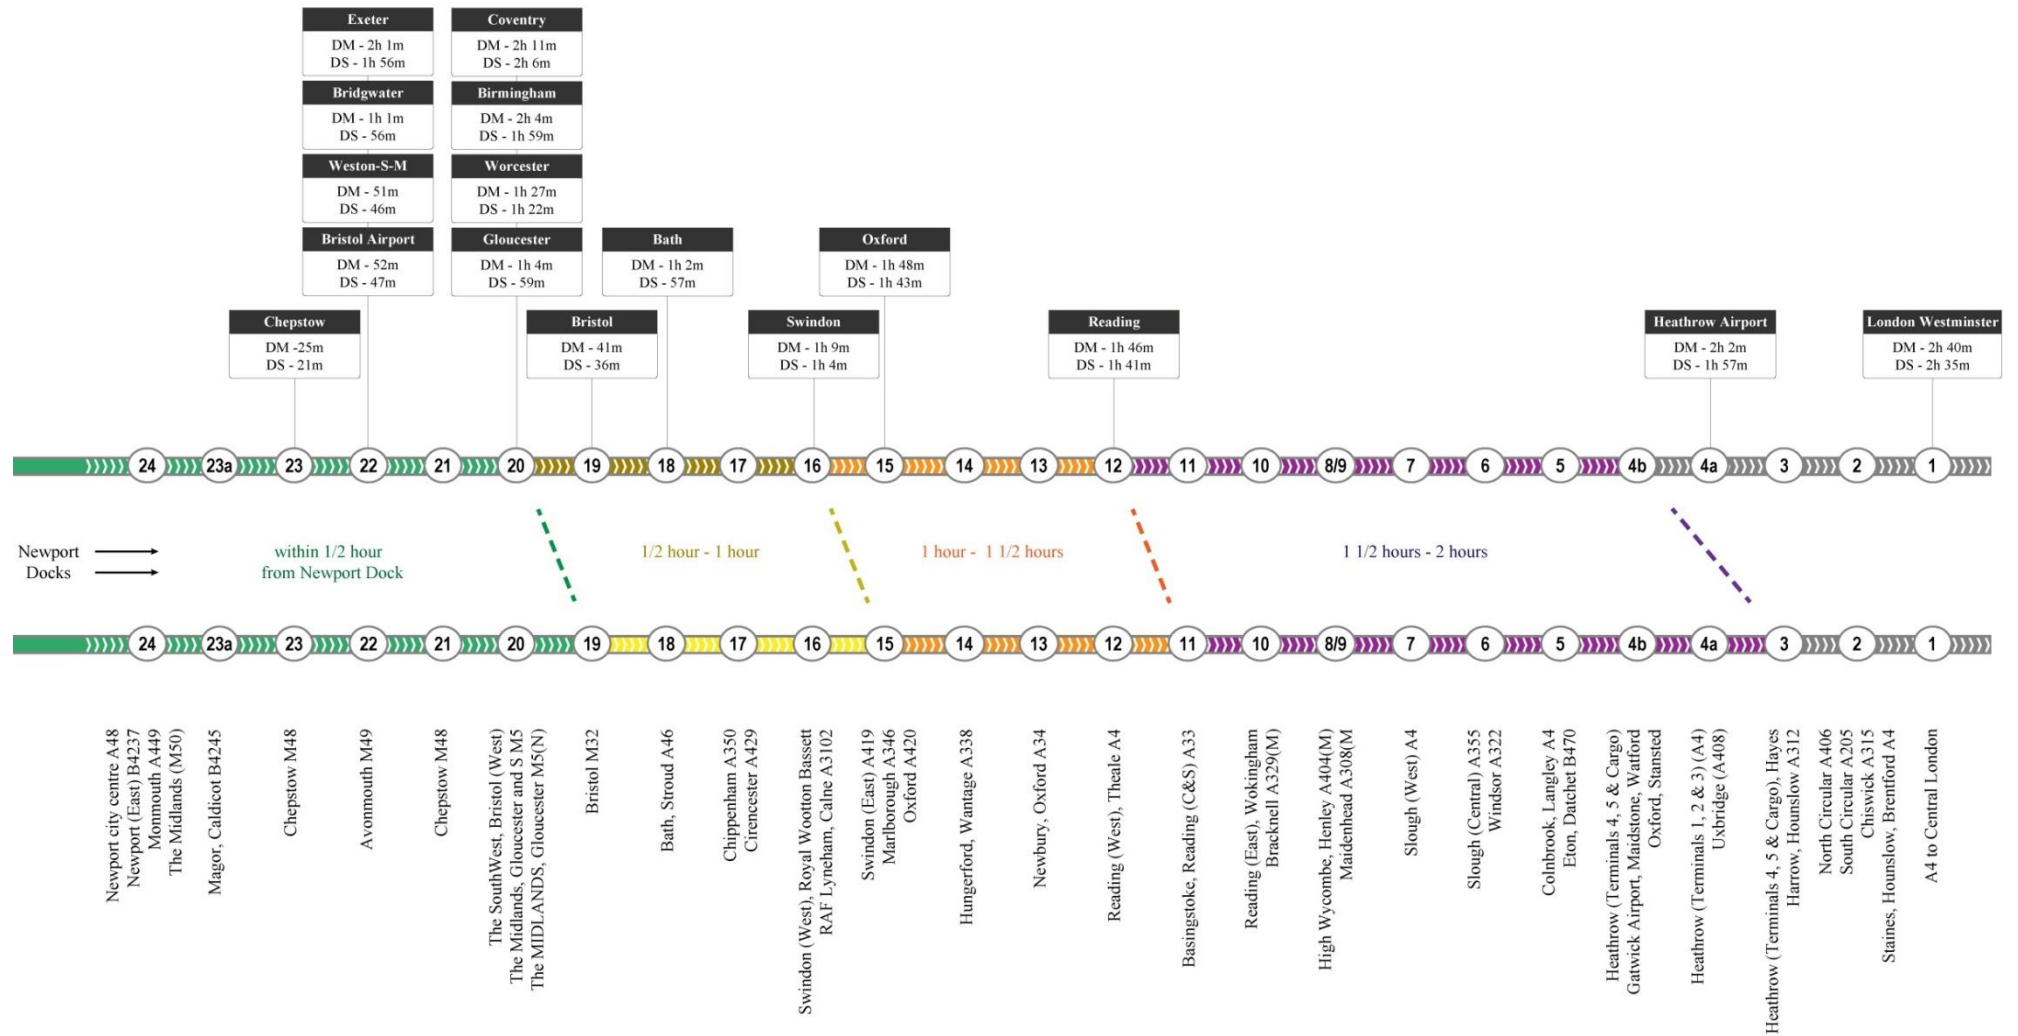 Exeter
DM - 2h 1m
DS - 1h 56m
Coventry
DM - 2h 11m
DS - 2h 6m
Bridgwater
DM - 1h 1m
DS - 56m
Birmingham
DM - 2h 4m
DS - 1h 59m
Weston-S-M
DM - 51m
DS - 46m
Worcester
DM - 1h 27m
DS - 1h 22m
Bristol Airport
DM - 52m
DS - 47m
Gloucester
DM - 1h 4m
DS - 59m
Bath
DM - 1h 2m
DS - 57m
Oxford
DM - 1h 48m
DS - 1h 43m
Chepstow
DM -25m
DS - 21m
Bristol
DM - 41m
DS - 36m
Swindon
DM - 1h 9m
DS - 1h 4m
Reading
DM - 1h 46m
DS - 1h 41m
Heathrow Airport
DM - 2h 2m
DS - 1h 57m
London Westminster
DM - 2h 40m
DS - 2h 35m
24 23a 23 22 21 20 19 18 17 16 15 14 13 12 11 10 8/9 7 6 5 4b 4a 3 2 1
Newport
Docks
within 1/2 hour
from Newport Dock
1/2 hour - 1 hour
1 hour - 1 1/2 hours
1 1/2 hours - 2 hours
24 23a 23 22 21 20 19 18 17 16 15 14 13 12 11 10 8/9 7 6 5 4b 4a 3 2 1
Newport city centre A48
Newport (East) B4237
Monmouth A449
The Midlands (M50)
Magor, Caldicot B4245
Chepstow M48
Avonmouth M49
Chepstow M48
The SouthWest, Bristol (West)
The Midlands, Gloucester and S M5
The MIDLANDS, Gloucester M5(N)
Bristol M32
Bath, Stroud A46
Chippenham A350
Cirencester A429
Swindon (West), Royal Wootton Bassett
RAF Lyneham, Calne A3102
Swindon (East) A419
Marlborough A346
Oxford A420
Hungerford, Wantage A338
Newbury, Oxford A34
Reading (West), Theale A4
Basingstoke, Reading (C&S) A33
Reading (East), Wokingham
Bracknell A329(M)
High Wycombe, Henley A404(M)
Maidenhead A308(M
Slough (West) A4
Slough (Central) A355
Windsor A322
Colnbrook, Langley A4
Eton, Datchet B470
Heathrow (Terminals 4, 5 & Cargo)
Gatwick Airport, Maidstone, Watford
Oxford, Stansted
Heathrow (Terminals 1, 2 & 3) (A4)
Uxbridge (A408)
Heathrow (Terminals 4, 5 & Cargo), Hayes
Harrow, Hounslow A312
North Circular A406
South Circular A205
Chiswick A315
Staines, Hounslow, Brentford A4
A4 to Central London